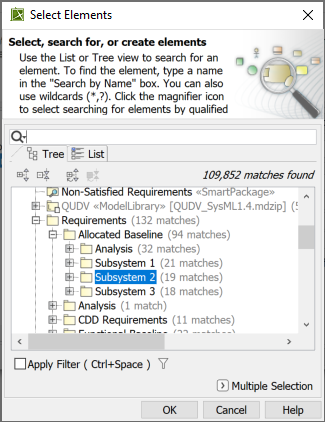 Select Elements
Select, search for, or create elements
Use the List or Tree view to search for an
element. To find the element, type a name
in the "Search by Name" box. You can also
use wildcards (*,?). Click the magnifier icon
to select searching for elements by qualified
Tree List
109,852 matches found
Non-Satisfied Requirements «SmartPackage»
QUDV «ModelLibrary» [QUDV_SysML1.4.mdzip] (5
Requirements (132 matches)
Allocated Baseline (94 matches)
Analysis (32 matches)
Subsystem 1 (21 matches)
Subsystem 2 (19 matches)
Subsystem 3 (18 matches)
Analysis (1 match)
CDD Requirements (11 matches)
Functional Baseline (22 matches)
Apply Filter ( Ctrl+Space )
Multiple Selection
OK Cancel Help